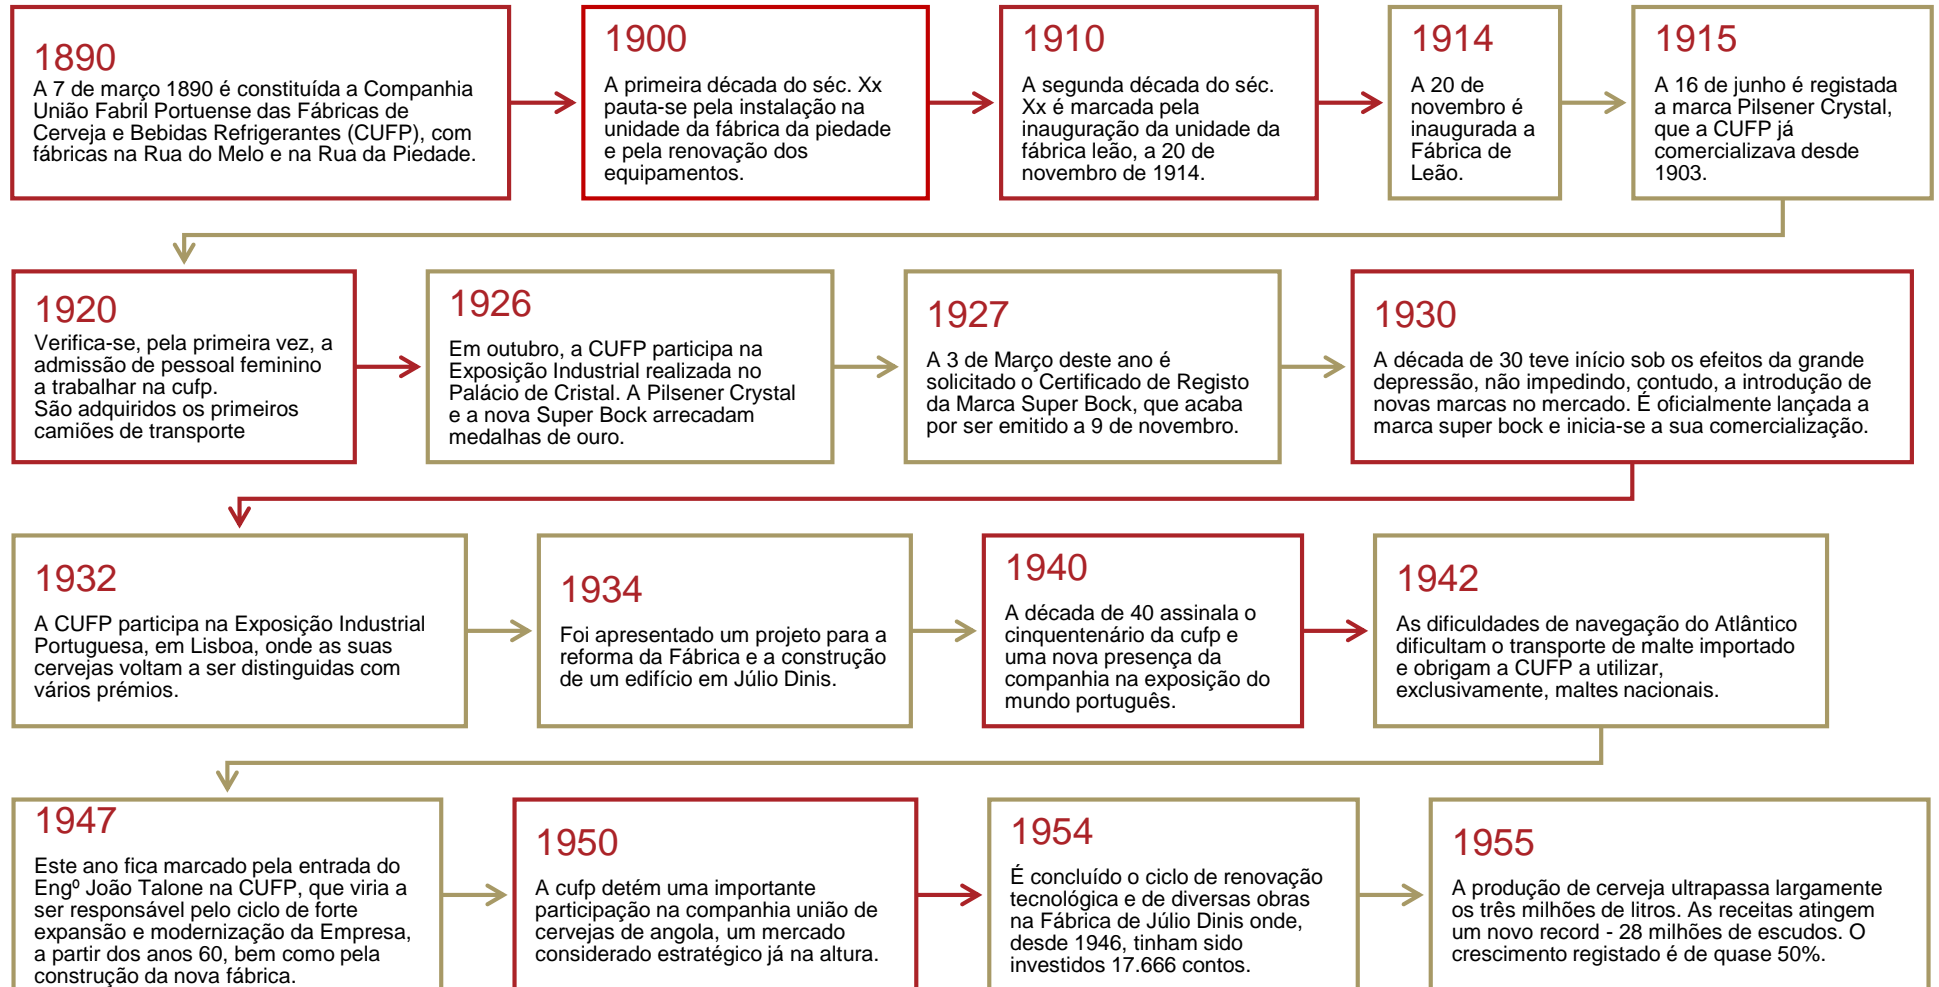 1890
A 7 de março 1890 é constituída a Companhia
União Fabril Portuense das Fábricas de
Cerveja e Bebidas Refrigerantes (CUFP), com
fábricas na Rua do Melo e na Rua da Piedade.
1900
A primeira década do séc. Xx
pauta-se pela instalação na
unidade da fábrica da piedade
e pela renovação dos
equipamentos.
1910
A segunda década do séc.
Xx é marcada pela
inauguração da unidade da
fábrica leão, a 20 de
novembro de 1914.
1914
A 20 de
novembro é
inaugurada a
Fábrica de
Leão.
1915
A 16 de junho é registada
a marca Pilsener Crystal,
que a CUFP já
comercializava desde
1903.
1920
Verifica-se, pela primeira vez, a
admissão de pessoal feminino
a trabalhar na cufp.
São adquiridos os primeiros
camiões de transporte
1926
Em outubro, a CUFP participa na
Exposição Industrial realizada no
Palácio de Cristal. A Pilsener Crystal
e a nova Super Bock arrecadam
medalhas de ouro.
1927
A 3 de Março deste ano é
solicitado o Certificado de Registo
da Marca Super Bock, que acaba
por ser emitido a 9 de novembro.
1930
A década de 30 teve início sob os efeitos da grande
depressão, não impedindo, contudo, a introdução de
novas marcas no mercado. É oficialmente lançada a
marca super bock e inicia-se a sua comercialização.
1932
A CUFP participa na Exposição Industrial
Portuguesa, em Lisboa, onde as suas
cervejas voltam a ser distinguidas com
vários prémios.
1934
Foi apresentado um projeto para a
reforma da Fábrica e a construção
de um edifício em Júlio Dinis.
1940
A década de 40 assinala o
cinquentenário da cufp e
uma nova presença da
companhia na exposição do
mundo português.
1942
As dificuldades de navegação do Atlântico
dificultam o transporte de malte importado
e obrigam a CUFP a utilizar,
exclusivamente, maltes nacionais.
1947
Este ano fica marcado pela entrada do
Engº João Talone na CUFP, que viria a
ser responsável pelo ciclo de forte
expansão e modernização da Empresa,
a partir dos anos 60, bem como pela
construção da nova fábrica.
1950
A cufp detém uma importante
participação na companhia união de
cervejas de angola, um mercado
considerado estratégico já na altura.
1954
É concluído o ciclo de renovação
tecnológica e de diversas obras
na Fábrica de Júlio Dinis onde,
desde 1946, tinham sido
investidos 17.666 contos.
1955
A produção de cerveja ultrapassa largamente
os três milhões de litros. As receitas atingem
um novo record - 28 milhões de escudos. O
crescimento registado é de quase 50%.